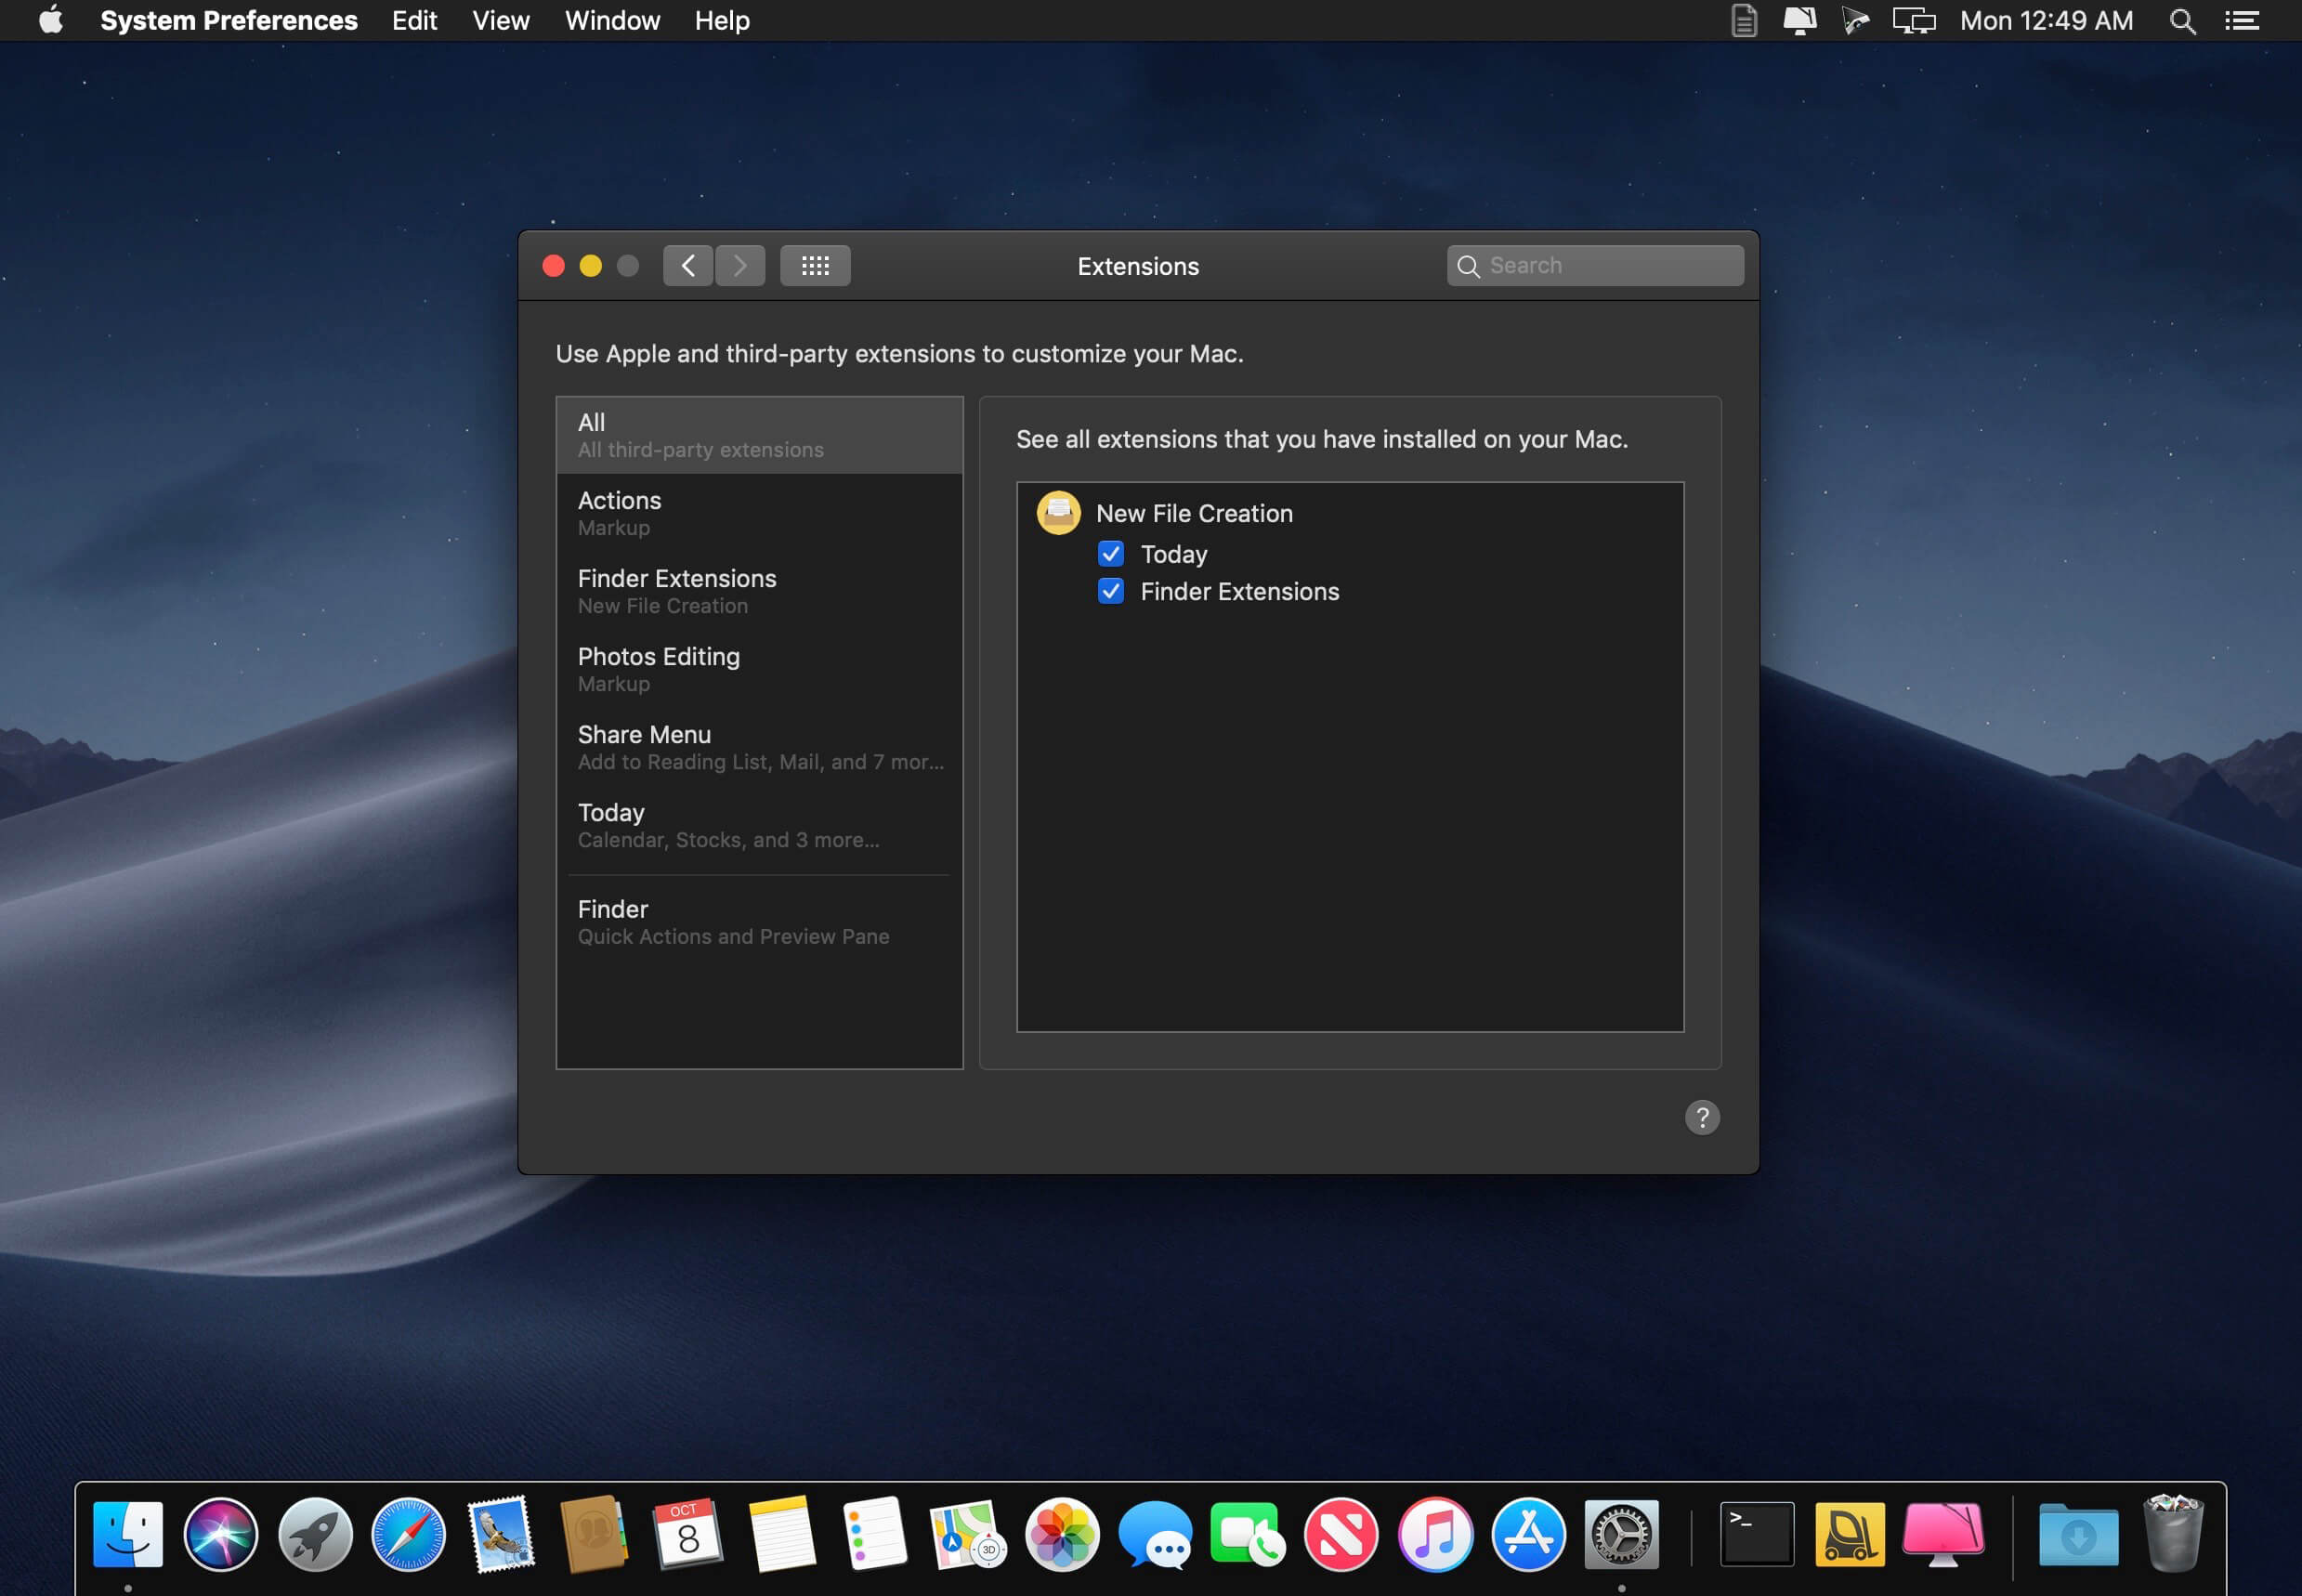 System Preferences Edit View Window Help Mon 12:49 AM
Extensions
Search
Use Apple and third-party extensions to customize your Mac.
All
All third-party extensions
Actions
Markup
Finder Extensions
New File Creation
Photos Editing
Markup
Share Menu
Add to Reading List, Mail, and 7 mor...
Today
Calendar, Stocks, and 3 more...
Finder
Quick Actions and Preview Pane
See all extensions that you have installed on your Mac.
New File Creation
Today
Finder Extensions
?
OCT
8
3D
>_